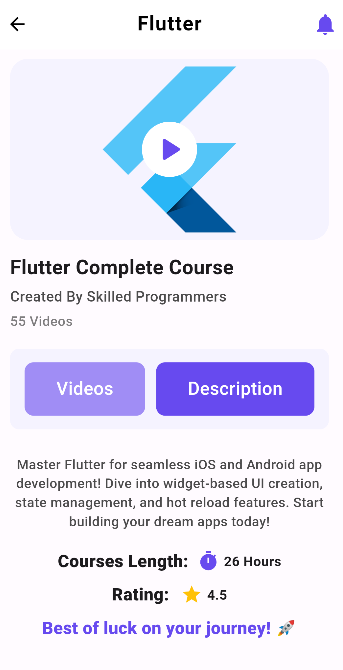 Flutter
Flutter Complete Course
Created By Skilled Programmers
55 Videos
Videos
Description
Master Flutter for seamless iOS and Android app
development! Dive into widget-based UI creation,
state management, and hot reload features. Start
building your dream apps today!
Courses Length: 26 Hours
Rating: 4.5
Best of luck on your journey! 🚀